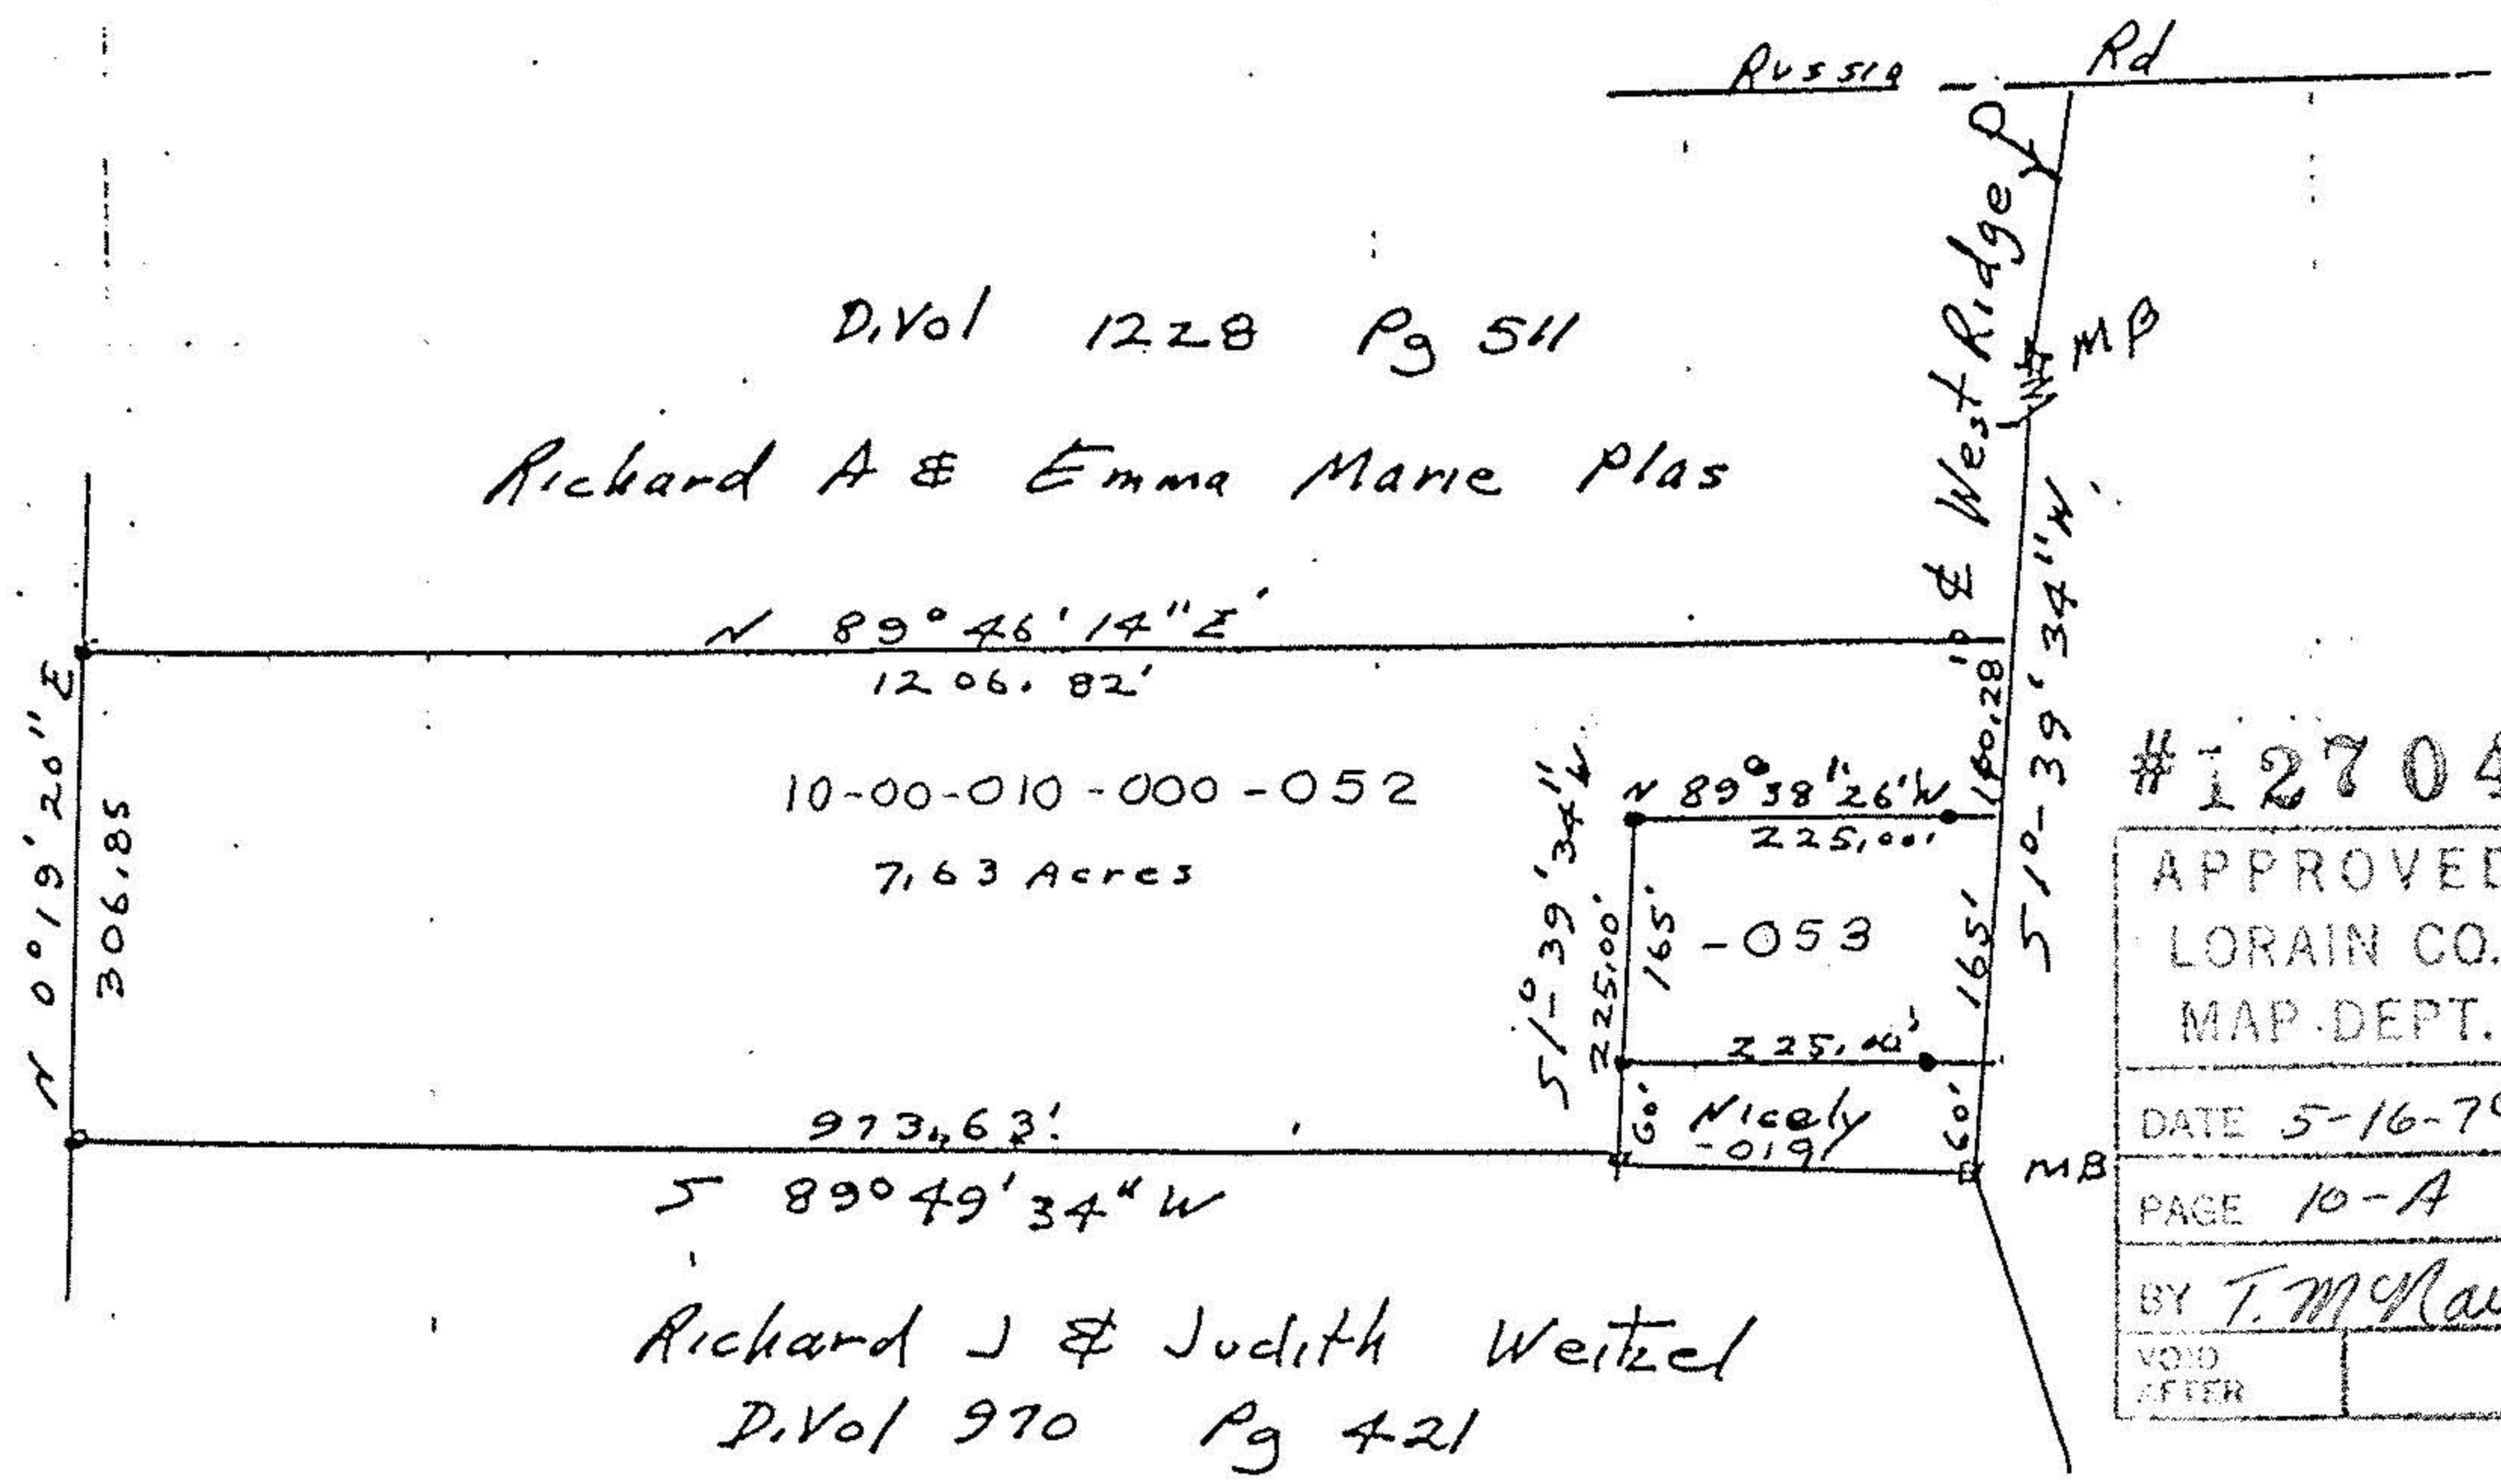 Russia Rd
& West Ridge
MB
D.Vol 1228 Pg 511
Richard A & Emma Marie Plas
N 89° 46' 14" E
1206.82'
N 0° 19' 20" E
306.85
10-00-010-000-052
7.63 Acres
S 1° 39' 34" W
225.00'
165'
N 89° 38' 26" W
225.00'
-053
165'
S 1°-39' 34" W
225.00'
60'
Nicely
-019
60'
MB
973.63'
S 89° 49' 34" W
Richard J & Judith Weitzel
D.Vol 970 Pg 421
#12704
APPROVED
LORAIN CO.
MAP DEPT.
DATE 5-16-79
PAGE 10-A
BY
VOID
AFTER